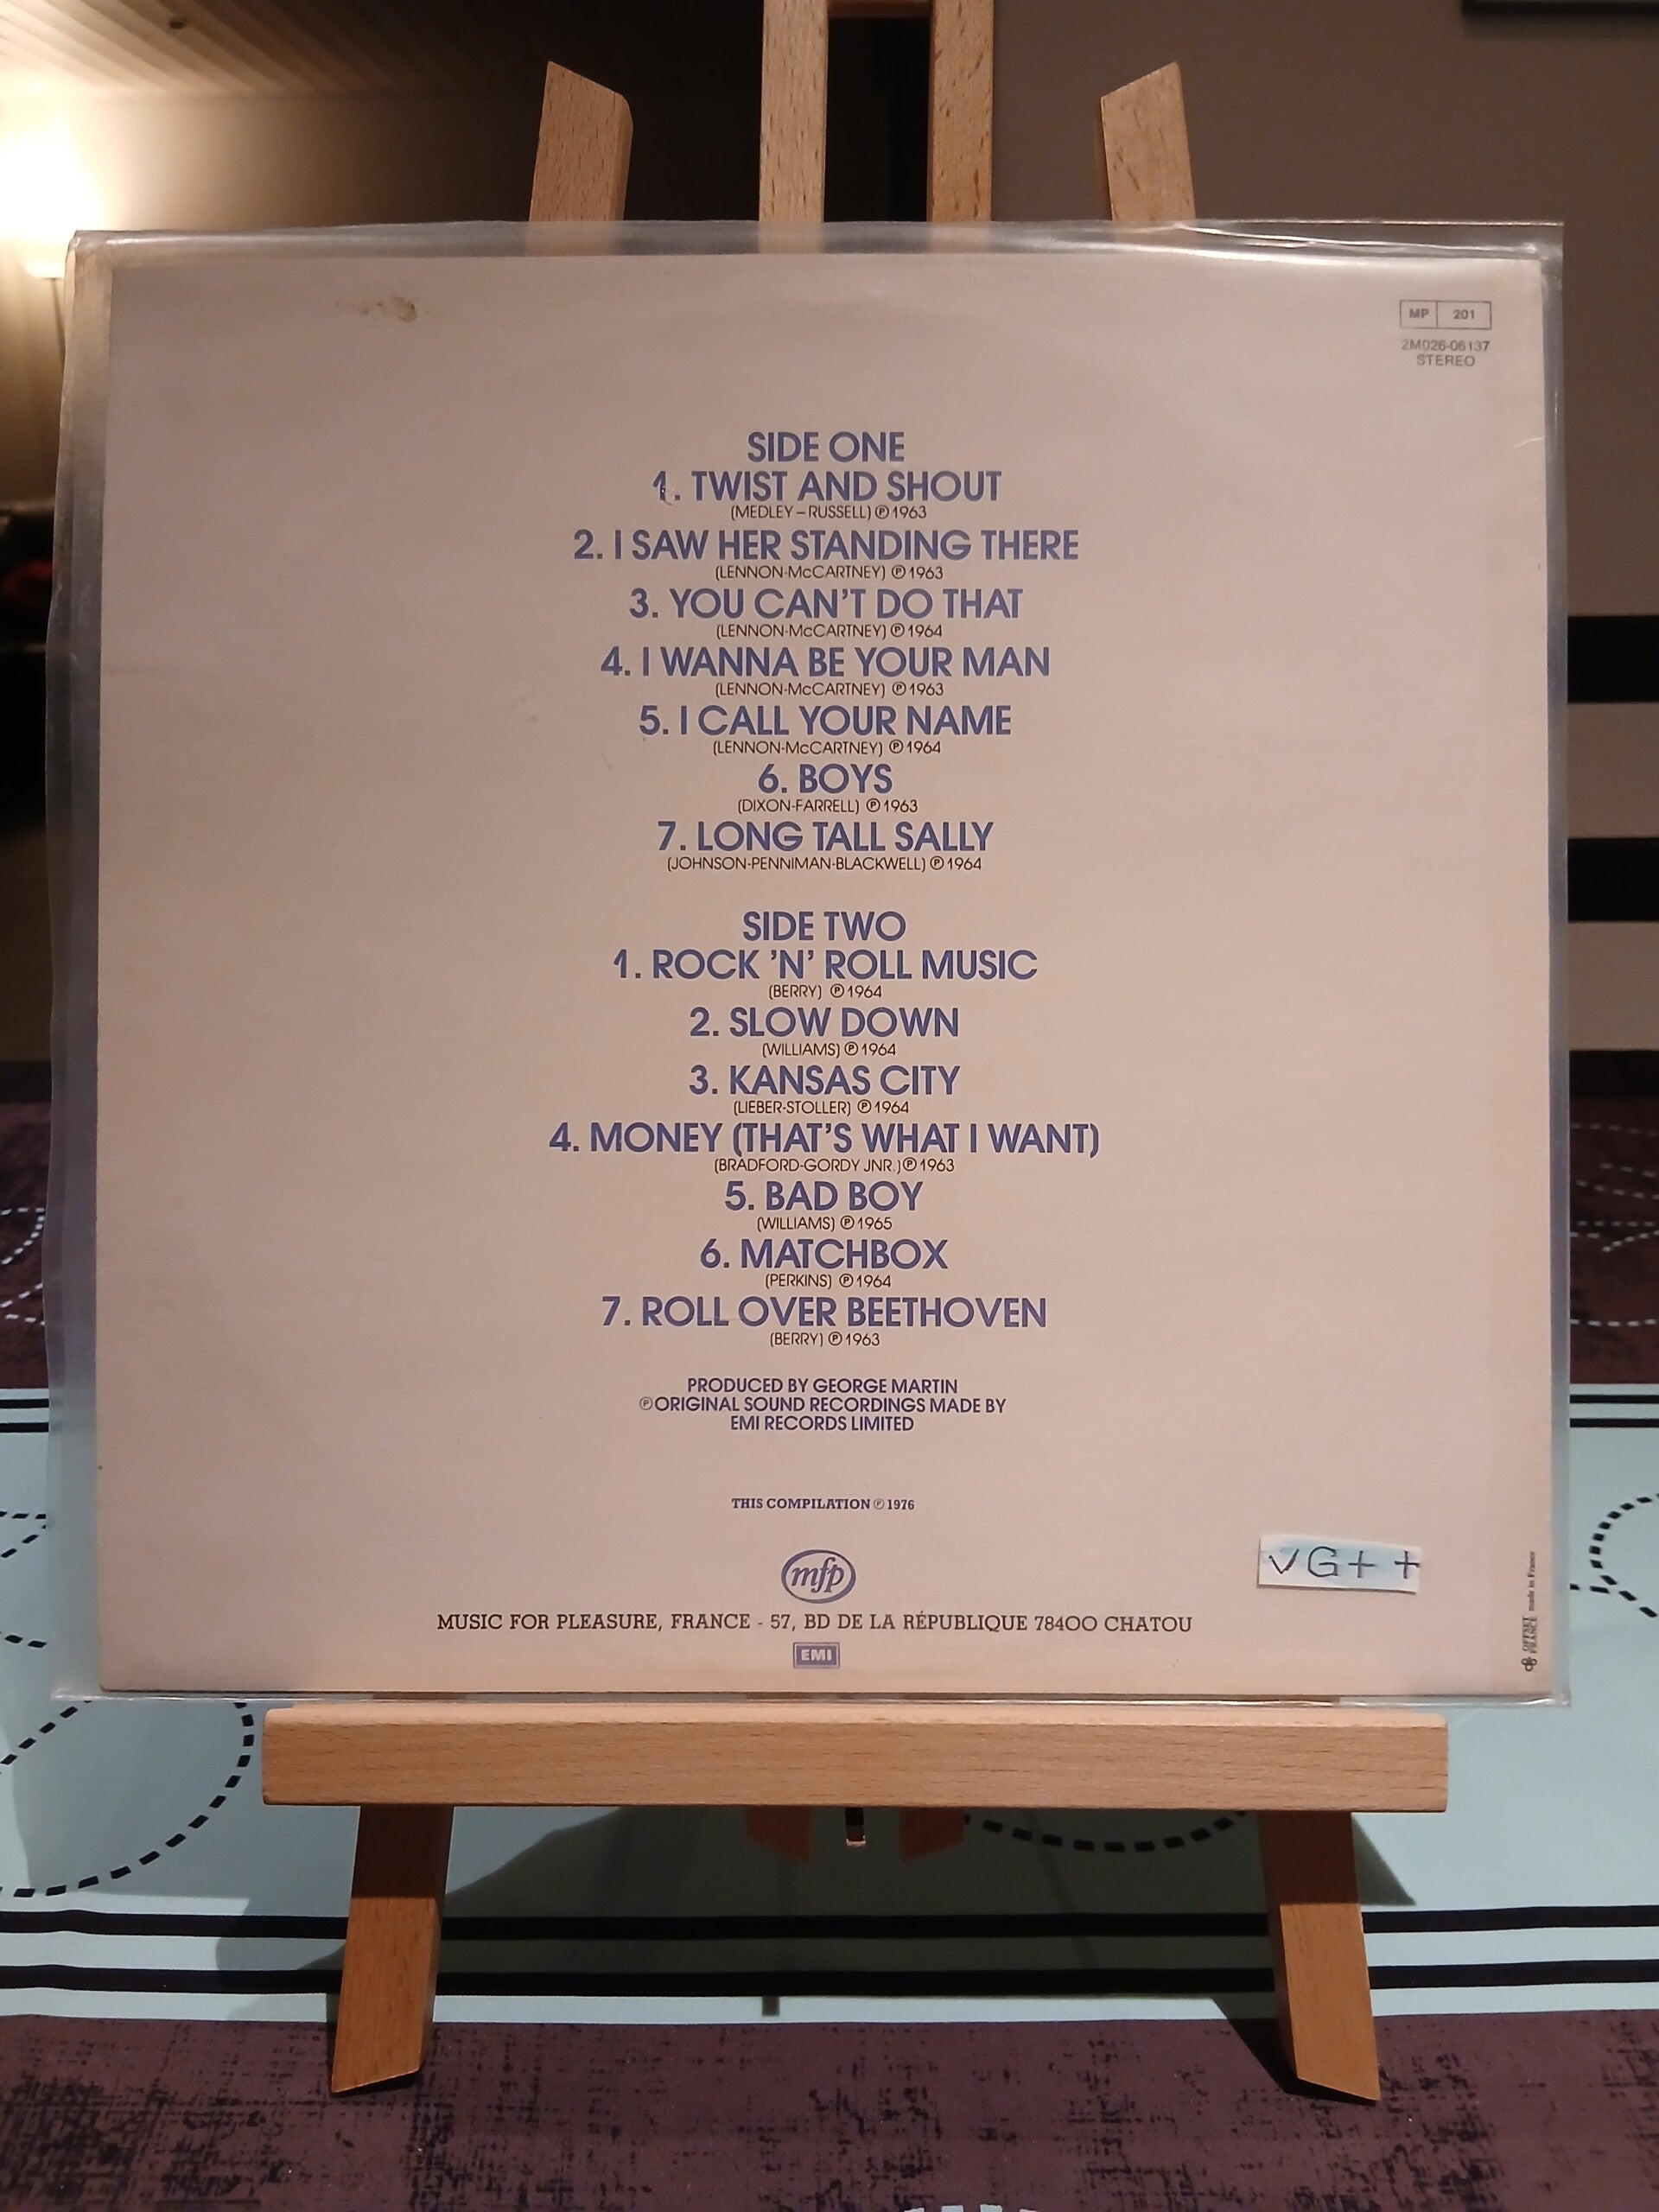 MP 201
2M026-06137
STEREO
SIDE ONE
1. TWIST AND SHOUT
(MEDLEY – RUSSELL) ℗ 1963
2. I SAW HER STANDING THERE
(LENNON-McCARTNEY) ℗ 1963
3. YOU CAN'T DO THAT
(LENNON-McCARTNEY) ℗ 1964
4. I WANNA BE YOUR MAN
(LENNON-McCARTNEY) ℗ 1963
5. I CALL YOUR NAME
(LENNON-McCARTNEY) ℗ 1964
6. BOYS
(DIXON-FARRELL) ℗ 1963
7. LONG TALL SALLY
(JOHNSON-PENNIMAN-BLACKWELL) ℗ 1964
SIDE TWO
1. ROCK 'N' ROLL MUSIC
(BERRY) ℗ 1964
2. SLOW DOWN
(WILLIAMS) ℗ 1964
3. KANSAS CITY
(LIEBER-STOLLER) ℗ 1964
4. MONEY (THAT'S WHAT I WANT)
(BRADFORD-GORDY JNR.) ℗ 1963
5. BAD BOY
(WILLIAMS) ℗ 1965
6. MATCHBOX
(PERKINS) ℗ 1964
7. ROLL OVER BEETHOVEN
(BERRY) ℗ 1963
PRODUCED BY GEORGE MARTIN
℗ ORIGINAL SOUND RECORDINGS MADE BY
EMI RECORDS LIMITED
THIS COMPILATION ℗ 1976
VG++
mfp
MUSIC FOR PLEASURE, FRANCE - 57, BD DE LA RÉPUBLIQUE 78400 CHATOU
EMI
OFFSET FRANCE made in France